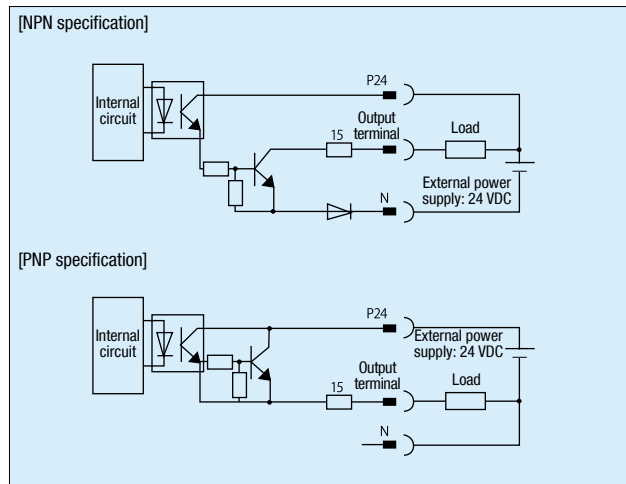 [NPN specification]
P24
Internal
circuit
Output
terminal
15
Load
External power
supply: 24 VDC
N
[PNP specification]
P24
External power
supply: 24 VDC
Internal
circuit
Output
terminal
15
Load
N